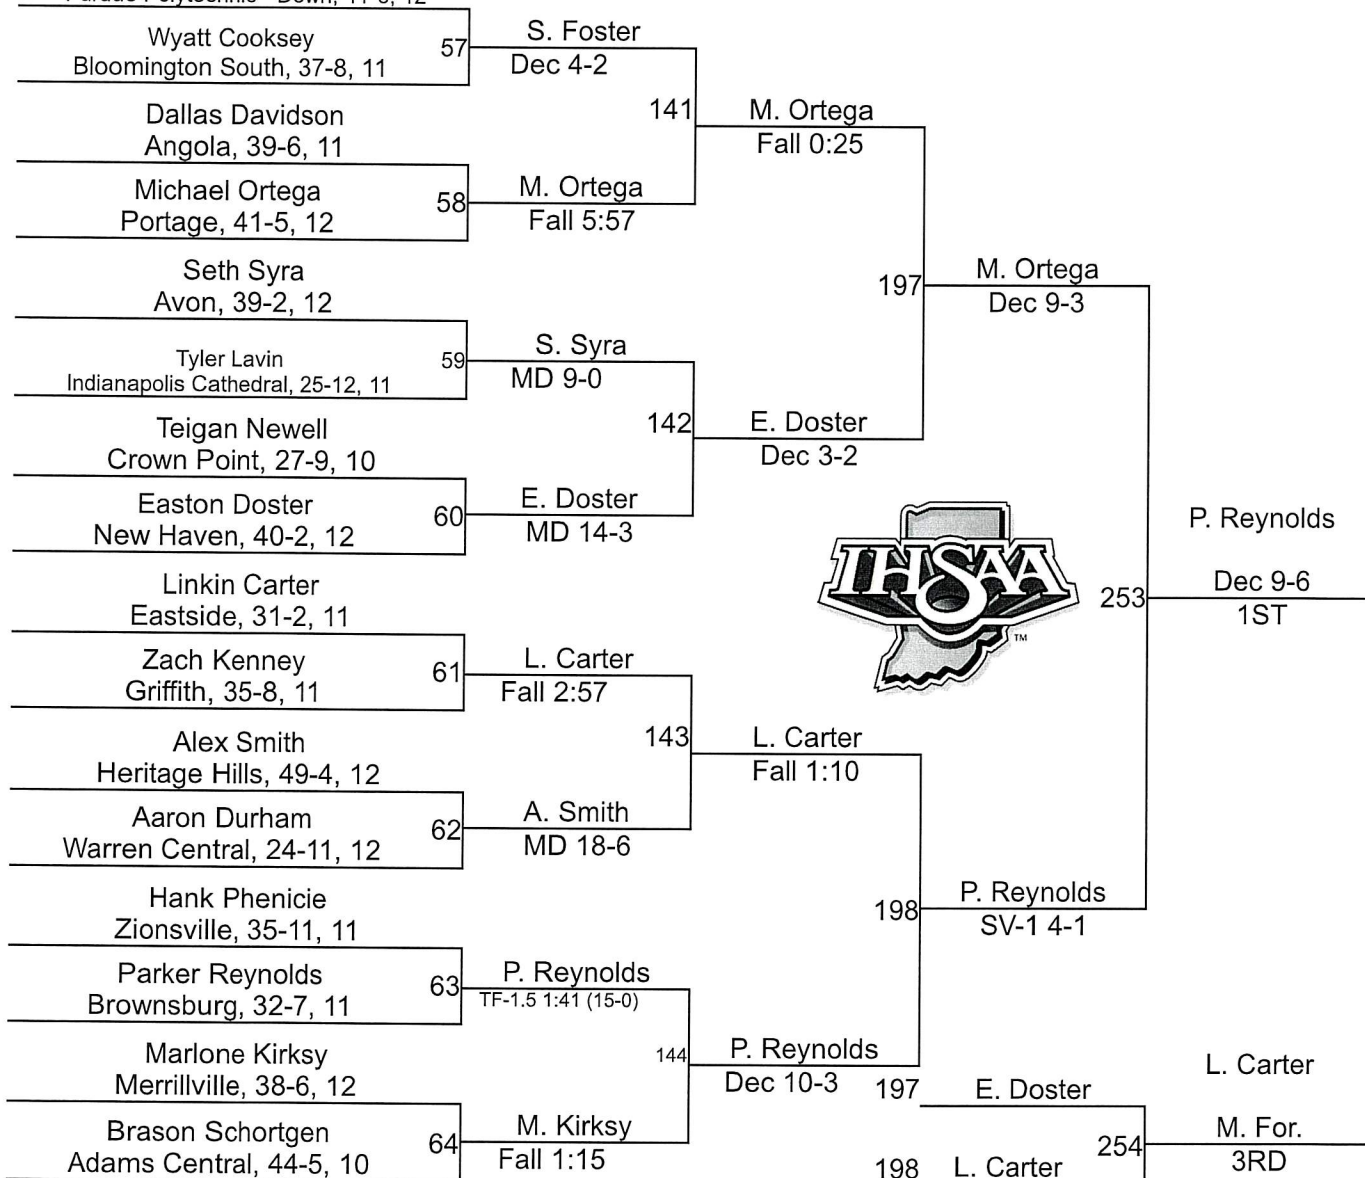 Wyatt Cooksey
Bloomington South, 37-8, 11
57
S. Foster
Dec 4-2
Dallas Davidson
Angola, 39-6, 11
141
M. Ortega
Fall 0:25
Michael Ortega
Portage, 41-5, 12
58
M. Ortega
Fall 5:57
Seth Syra
Avon, 39-2, 12
197
M. Ortega
Dec 9-3
Tyler Lavin
Indianapolis Cathedral, 25-12, 11
59
S. Syra
MD 9-0
Teigan Newell
Crown Point, 27-9, 10
142
E. Doster
Dec 3-2
Easton Doster
New Haven, 40-2, 12
60
E. Doster
MD 14-3
IHSAA
TM
P. Reynolds
253
Dec 9-6
1ST
Linkin Carter
Eastside, 31-2, 11
Zach Kenney
Griffith, 35-8, 11
61
L. Carter
Fall 2:57
Alex Smith
Heritage Hills, 49-4, 12
143
L. Carter
Fall 1:10
Aaron Durham
Warren Central, 24-11, 12
62
A. Smith
MD 18-6
Hank Phenicie
Zionsville, 35-11, 11
198
P. Reynolds
SV-1 4-1
Parker Reynolds
Brownsburg, 32-7, 11
63
P. Reynolds
TF-1.5 1:41 (15-0)
Marlone Kirksy
Merrillville, 38-6, 12
144
P. Reynolds
Dec 10-3
Brason Schortgen
Adams Central, 44-5, 10
64
M. Kirksy
Fall 1:15
197
E. Doster
198
L. Carter
254
L. Carter
M. For.
3RD